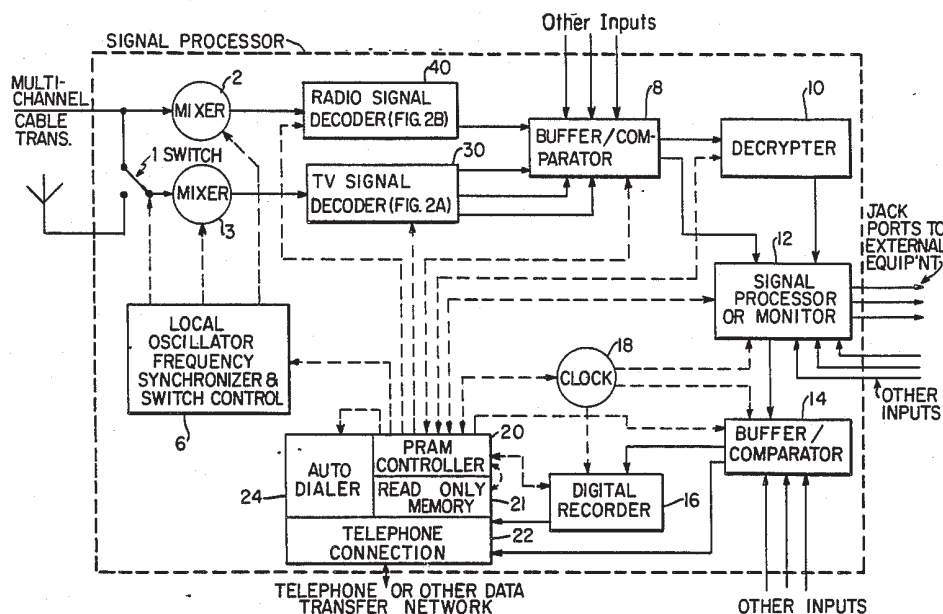 Other Inputs
SIGNAL PROCESSOR
MULTI-
CHANNEL
CABLE
TRANS.
2
MIXER
40
RADIO SIGNAL
DECODER (FIG. 2B)
8
BUFFER/COM-
PARATOR
10
DECRYPTER
1 SWITCH
MIXER
3
30
TV SIGNAL
DECODER (FIG. 2A)
JACK
PORTS TO
EXTERNAL
EQUIP'NT
12
SIGNAL
PROCESSOR
OR MONITOR
LOCAL
OSCILLATOR
FREQUENCY
SYNCHRONIZER &
SWITCH CONTROL
6
18
CLOCK
OTHER
INPUTS
14
BUFFER/
COMPARATOR
20
PRAM
CONTROLLER
AUTO
DIALER
24
READ ONLY
MEMORY
21
DIGITAL
RECORDER
16
22
TELEPHONE
CONNECTION
TELEPHONE OR OTHER DATA
TRANSFER NETWORK
OTHER INPUTS